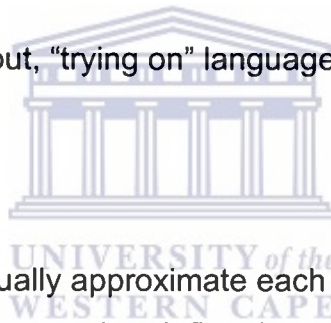 out, “trying on” language
UNIVERSITY of the
ually approximate each
WESTERN CAPE